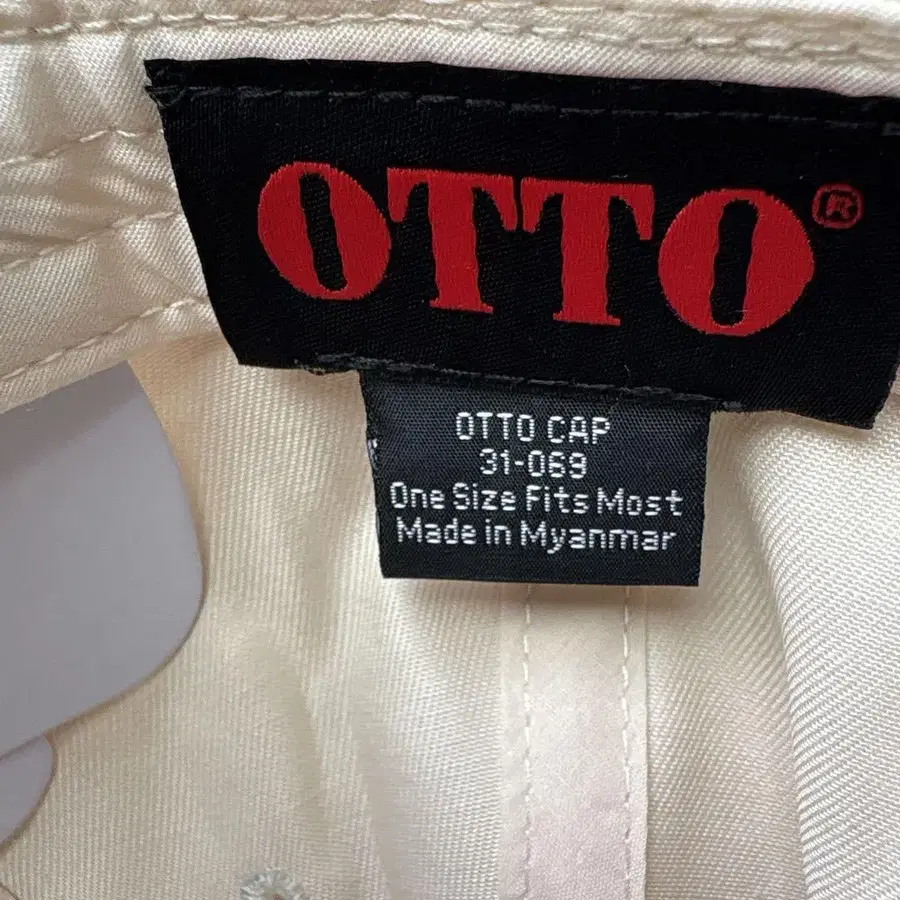 OTTO®
OTTO CAP
31-069
One Size Fits Most
Made in Myanmar